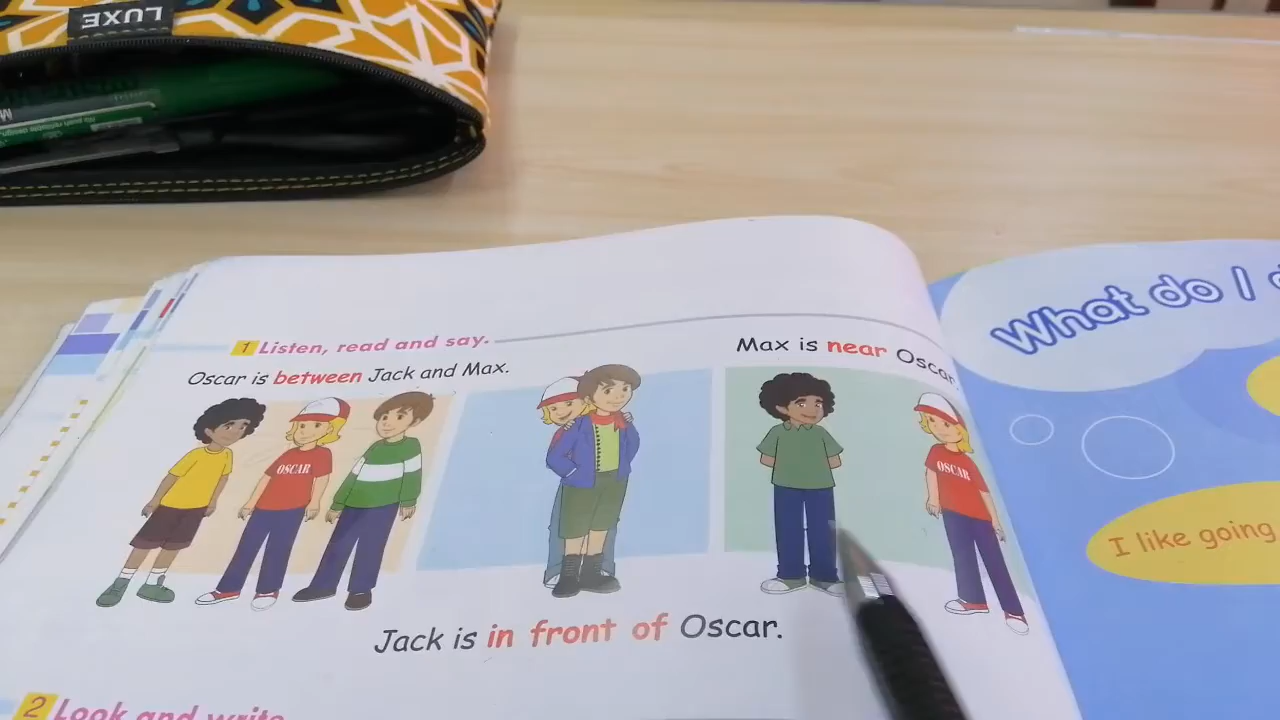 LUXE
1 Listen, read and say.
Oscar is between Jack and Max.
Max is near Oscar.
OSCAR
OSCAR
Jack is in front of Oscar.
2 Look and write
What do I
I like going